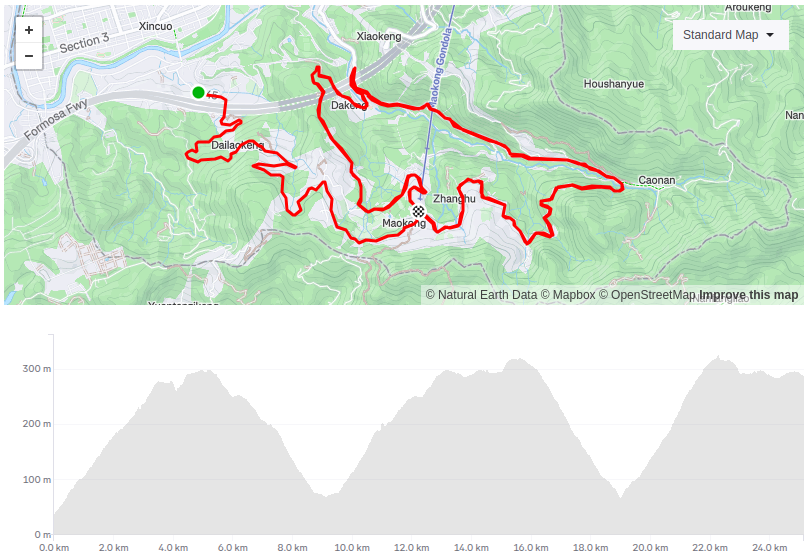 Aroukeng
Xincuo
+
−
Section 3
Xiaokeng
Standard Map
Maokong Gondola
Houshanyue
Formosa Fwy
Dakeng
Nan
Dailaokeng
Caonan
Zhanghu
Maokong
© Natural Earth Data © Mapbox © OpenStreetMap Improve this map
300 m
200 m
100 m
0 m
0.0 km 2.0 km 4.0 km 6.0 km 8.0 km 10.0 km 12.0 km 14.0 km 16.0 km 18.0 km 20.0 km 22.0 km 24.0 km